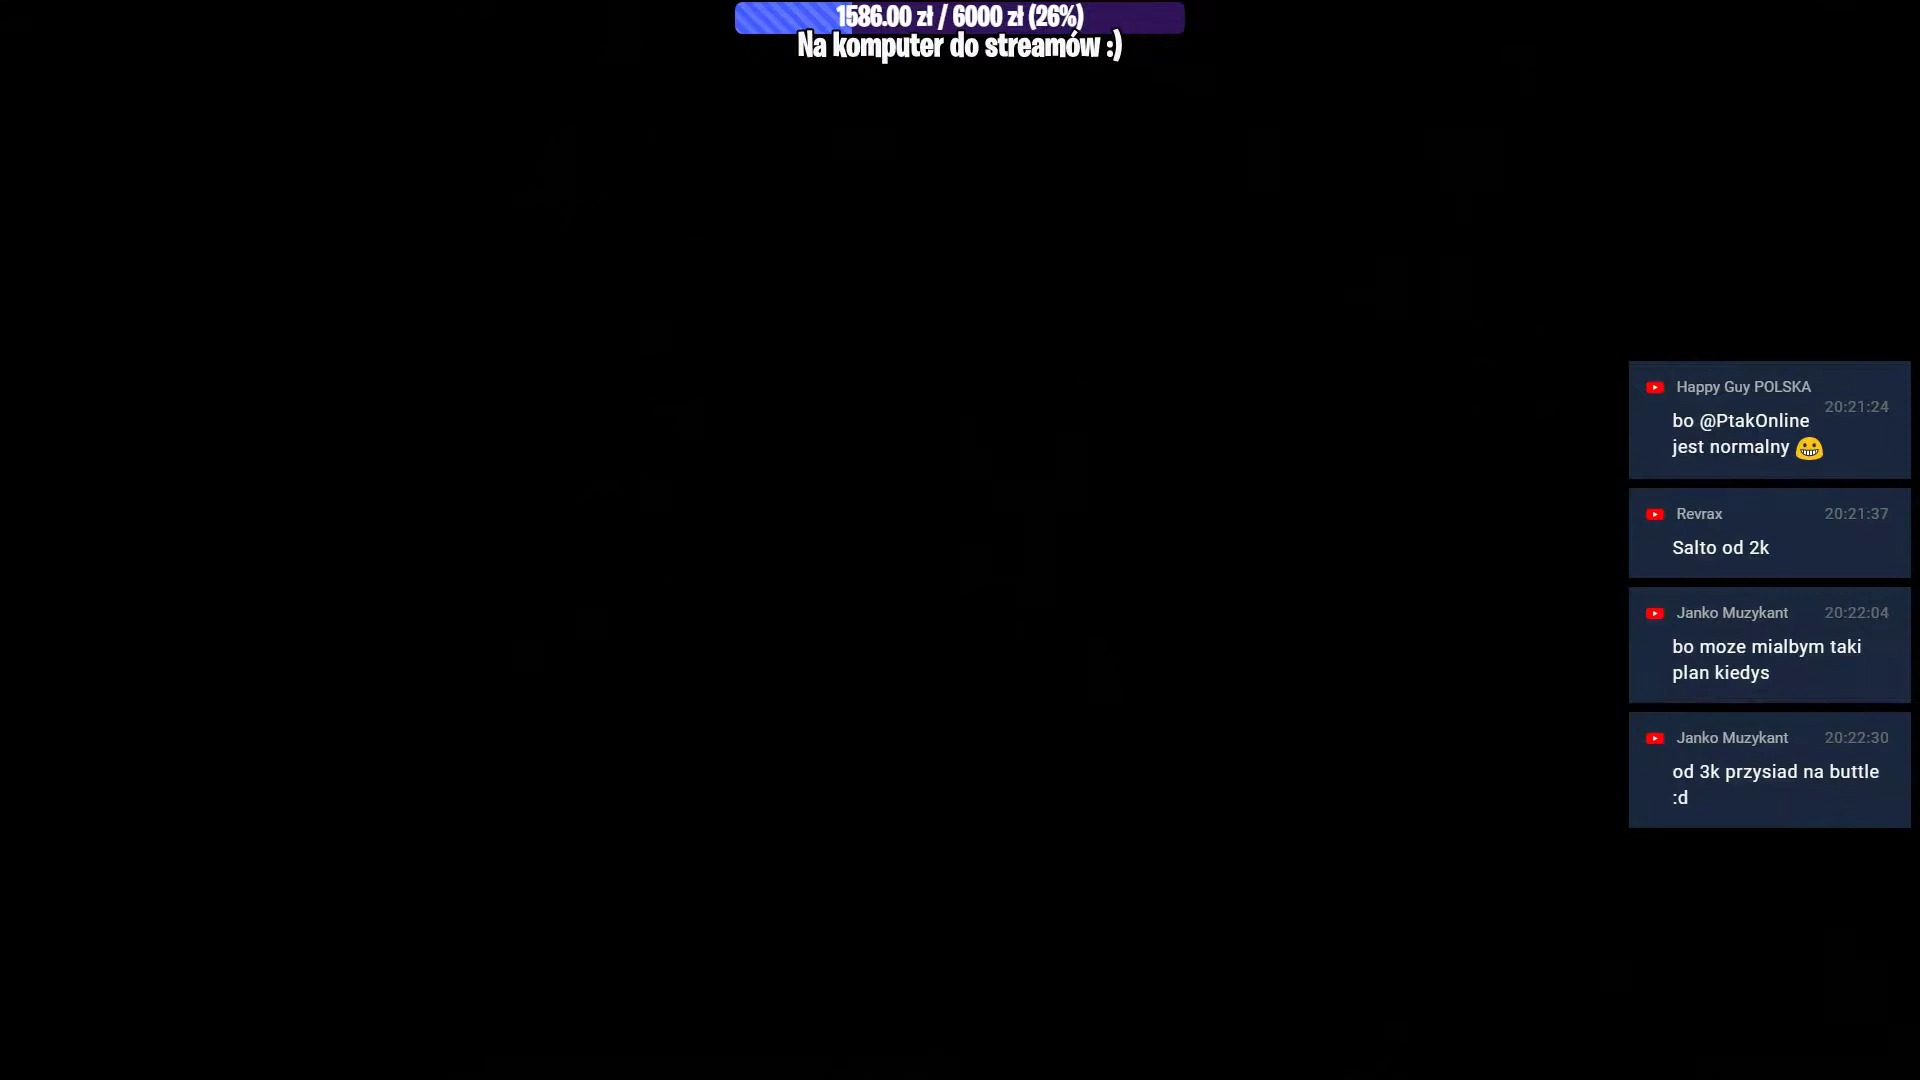 1586.00 zł / 6000 zł (26%)
Na komputer do streamów :)
Happy Guy POLSKA
20:21:24
bo @PtakOnline
jest normalny 😀
Revrax 20:21:37
Salto od 2k
Janko Muzykant 20:22:04
bo moze mialbym taki
plan kiedys
Janko Muzykant 20:22:30
od 3k przysiad na buttle
:d